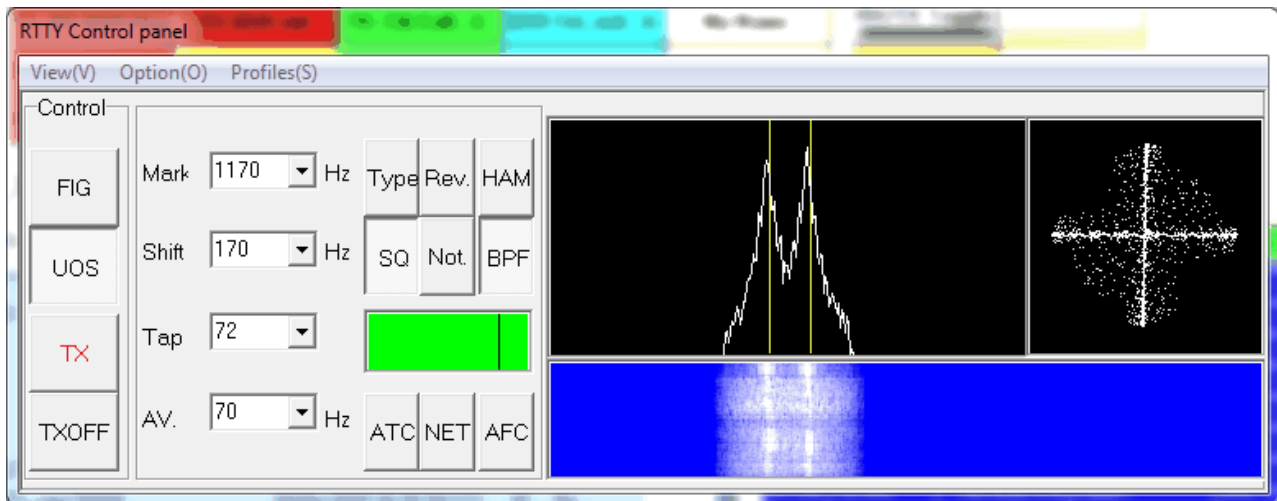 RTTY Control panel
View(V) Option(O) Profiles(S)
Control
FIG
UOS
TX
TXOFF
Mark 1170 Hz
Shift 170 Hz
Tap 72
AV. 70 Hz
Type Rev. HAM
SQ Not. BPF
ATC NET AFC